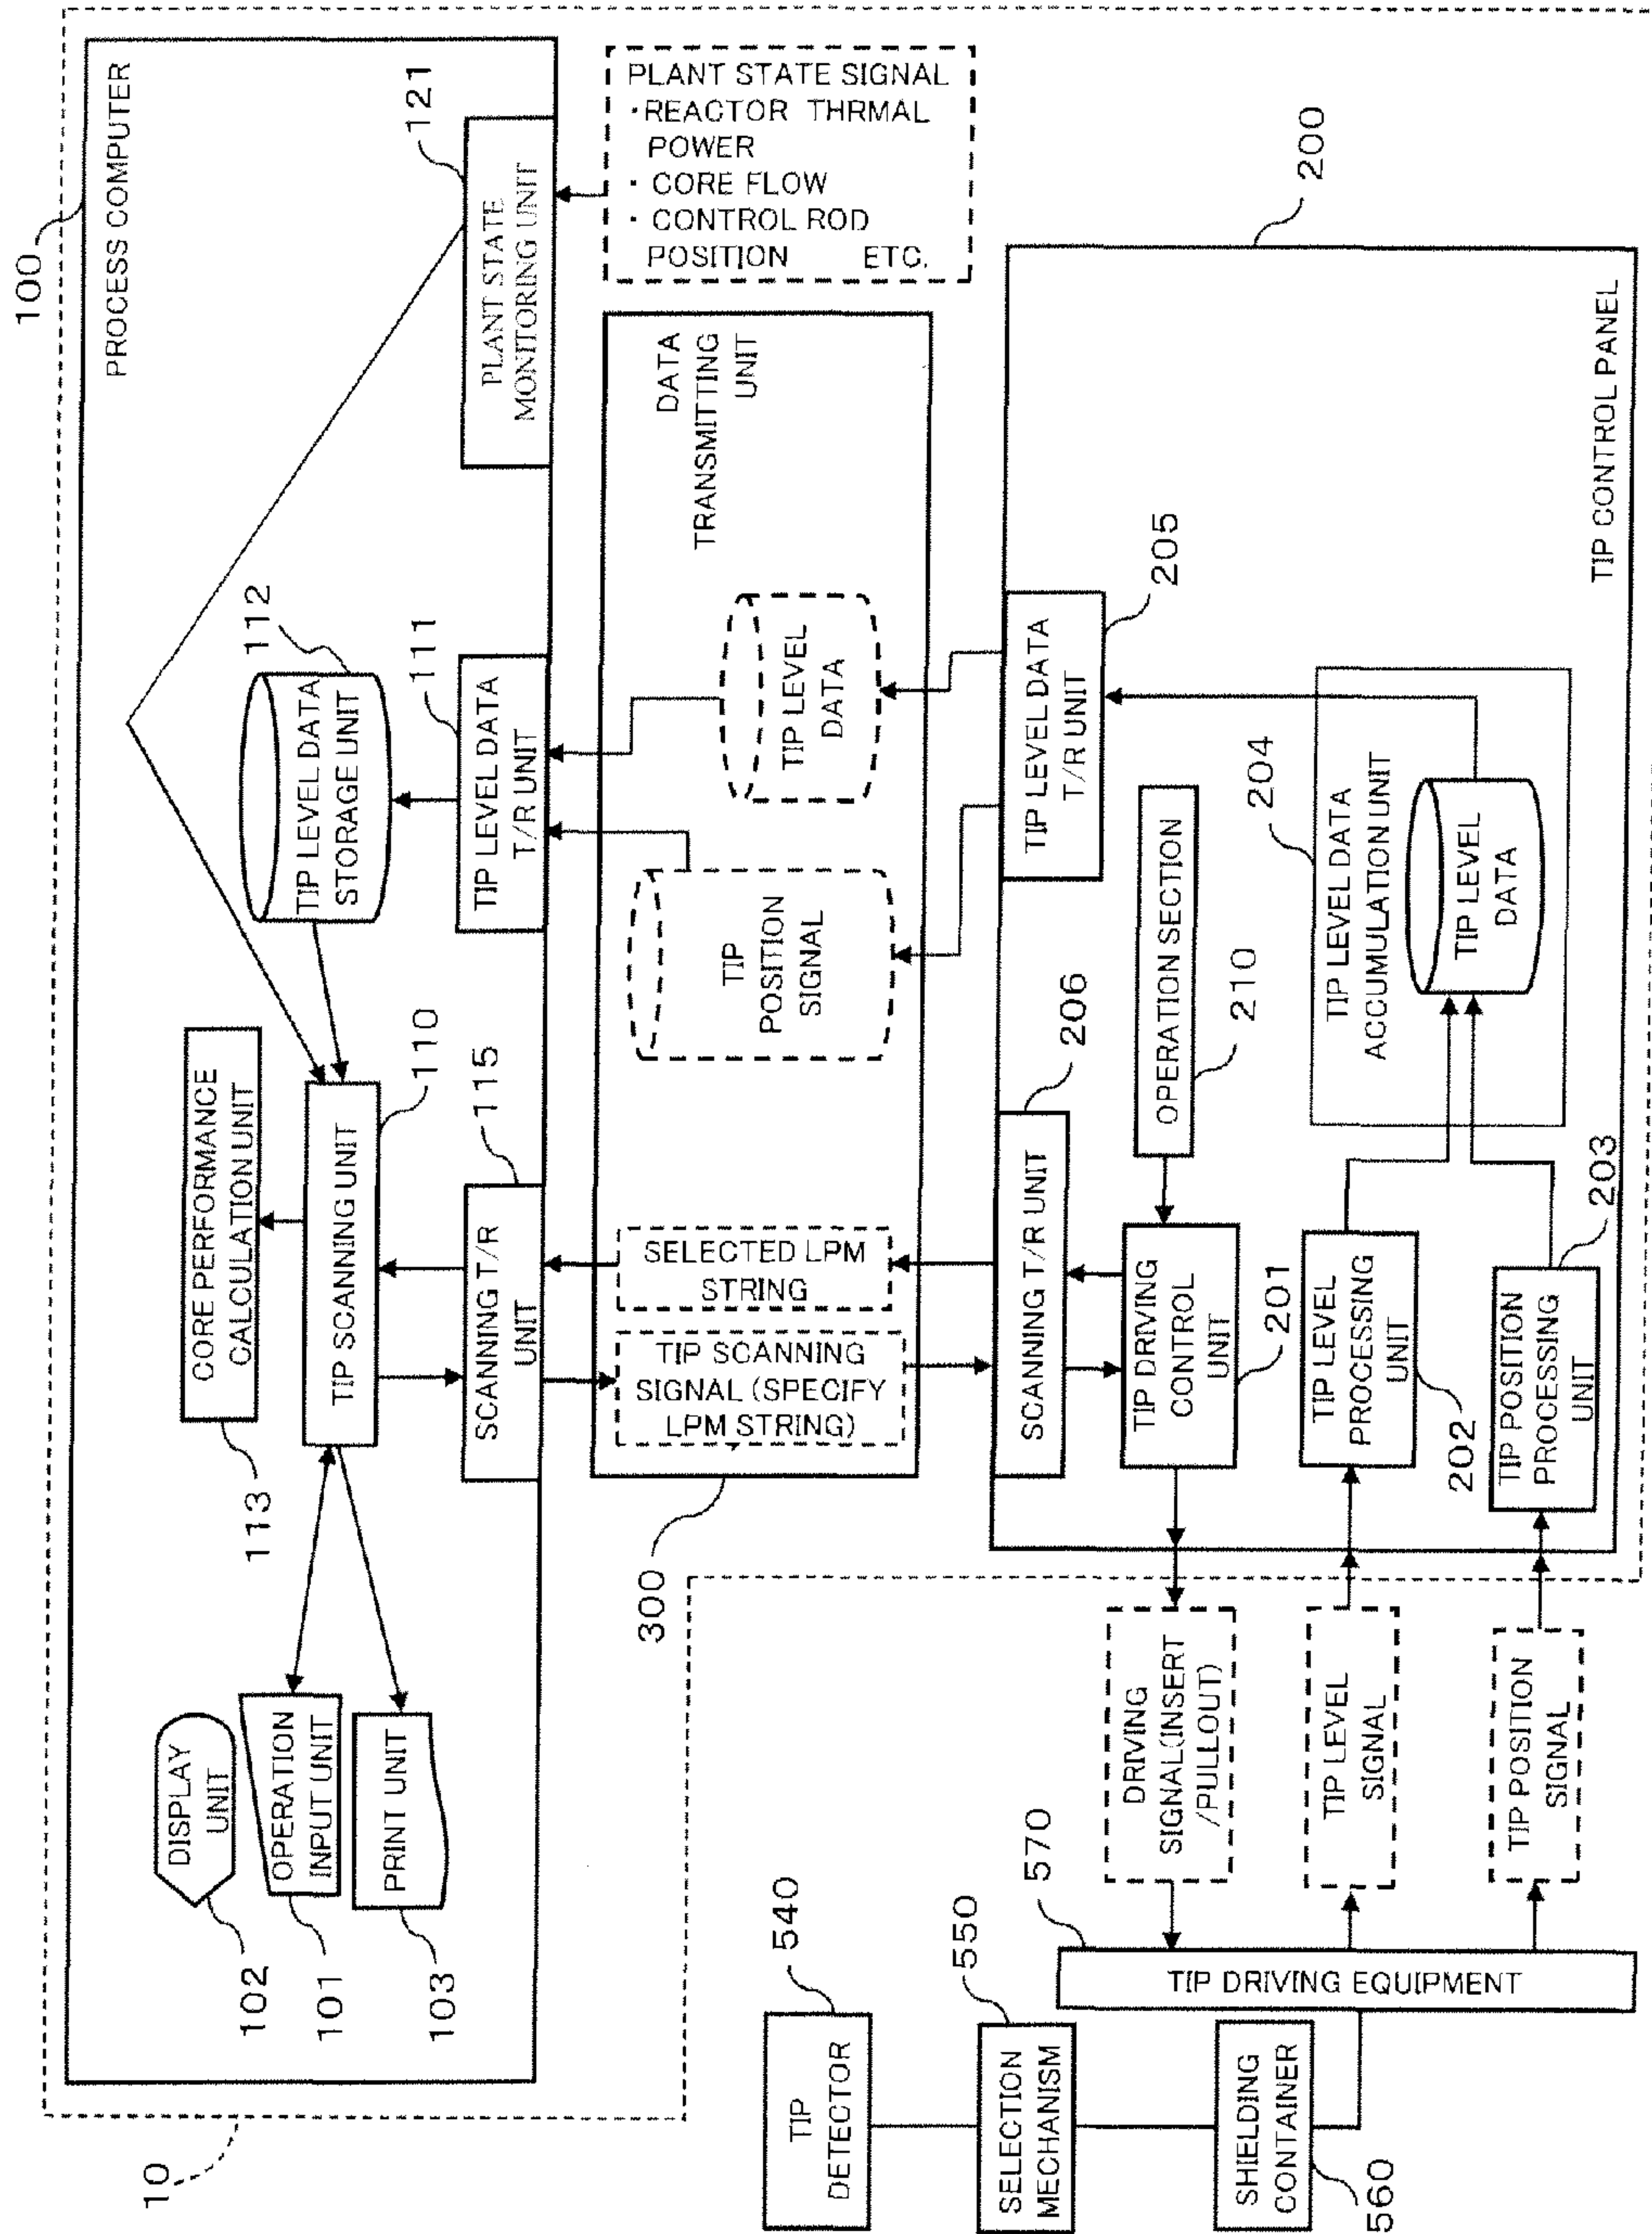 10
100
PROCESS COMPUTER
DISPLAY
UNIT
102
OPERATION
INPUT UNIT
101
PRINT UNIT
103
CORE PERFORMANCE
CALCULATION UNIT
113
TIP SCANNING UNIT
110
SCANNING T/R
UNIT
115
TIP LEVEL DATA
STORAGE UNIT
112
TIP LEVEL DATA
T/R UNIT
111
PLANT STATE
MONITORING UNIT
121
PLANT STATE SIGNAL
・REACTOR THRMAL
POWER
・CORE FLOW
・CONTROL ROD
POSITION ETC.
300
TIP SCANNING
SIGNAL (SPECIFY
LPM STRING)
SELECTED LPM
STRING
TIP
POSITION
SIGNAL
TIP LEVEL
DATA
DATA
TRANSMITTING
UNIT
200
SCANNING T/R UNIT
206
TIP LEVEL DATA
T/R UNIT
205
TIP DRIVING
CONTROL
UNIT
201
OPERATION SECTION
210
TIP LEVEL
PROCESSING
UNIT
202
TIP POSITION
PROCESSING
UNIT
203
204
TIP LEVEL DATA
ACCUMULATION UNIT
TIP LEVEL
DATA
TIP CONTROL PANEL
DRIVING
SIGNAL(INSERT
/PULLOUT)
TIP LEVEL
SIGNAL
TIP POSITION
SIGNAL
TIP
DETECTOR
540
SELECTION
MECHANISM
550
SHIELDING
CONTAINER
560
TIP DRIVING EQUIPMENT
570